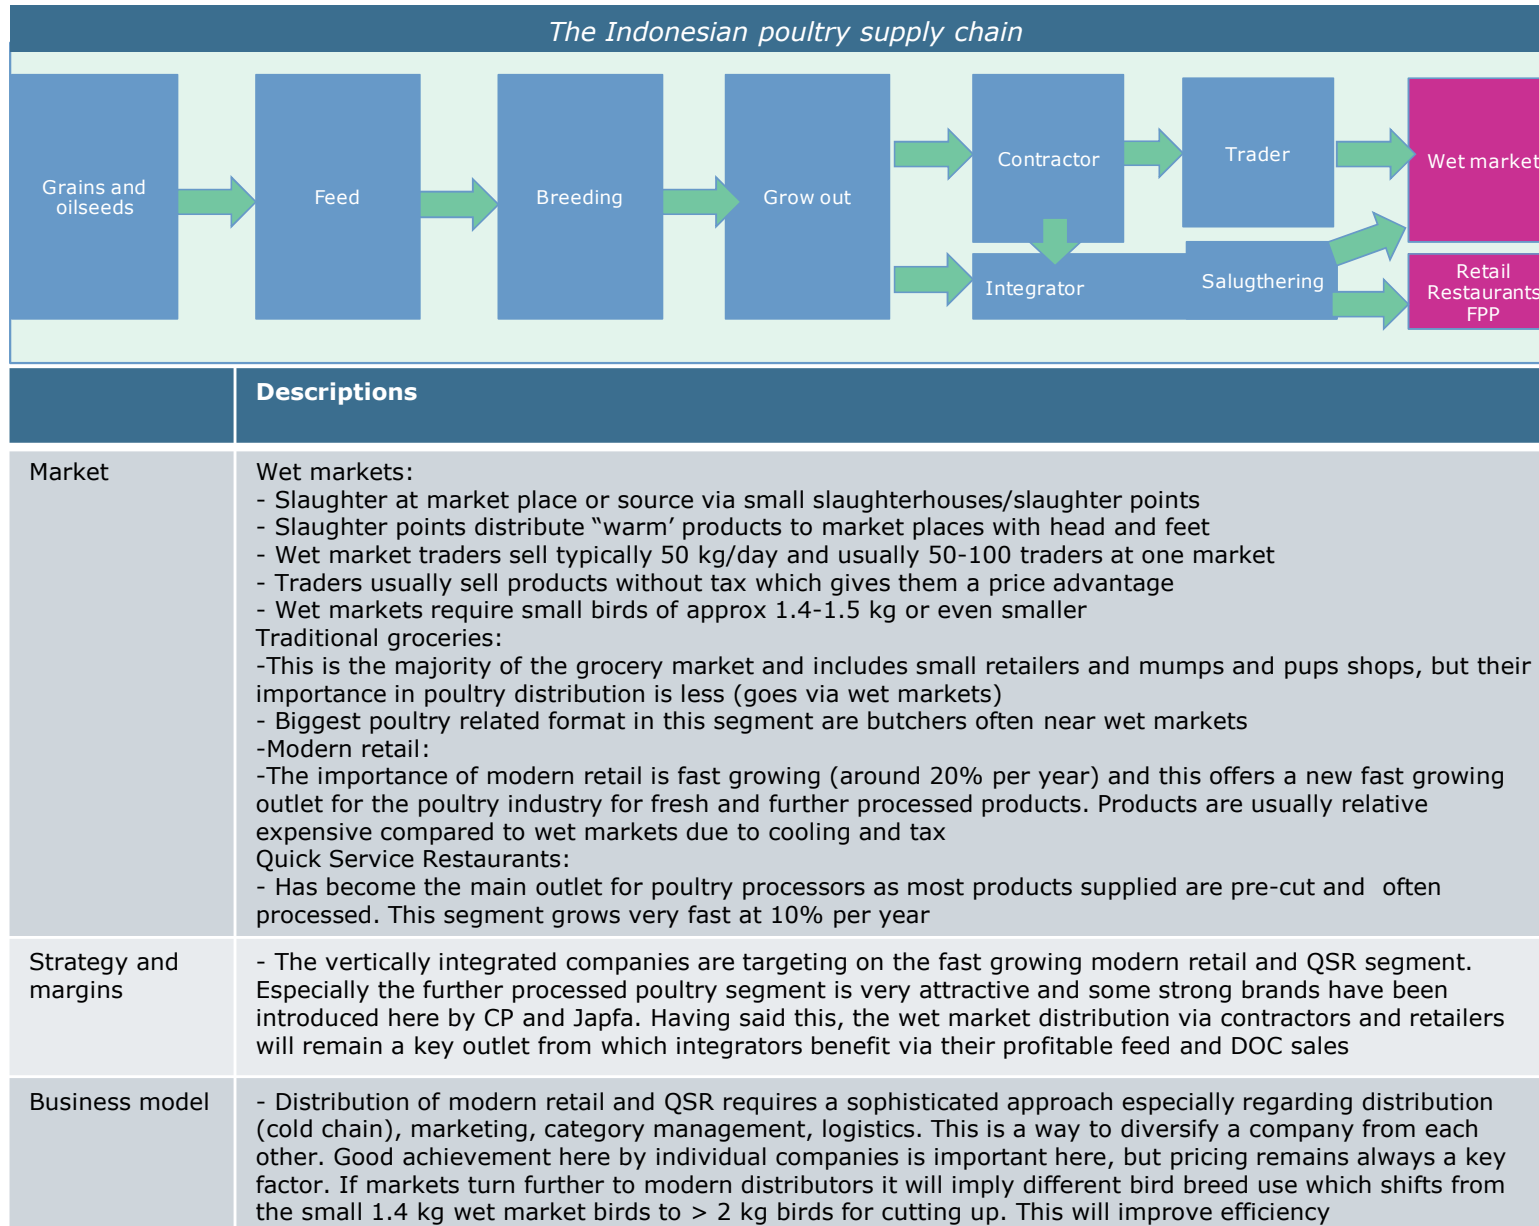 The Indonesian poultry supply chain
Grains and
oilseeds
Feed
Breeding
Grow out
Contractor
Trader
Wet market
Integrator
Salugthering
Retail
Restaurants
FPP
Descriptions
Market
Wet markets:
- Slaughter at market place or source via small slaughterhouses/slaughter points
- Slaughter points distribute “warm’ products to market places with head and feet
- Wet market traders sell typically 50 kg/day and usually 50-100 traders at one market
- Traders usually sell products without tax which gives them a price advantage
- Wet markets require small birds of approx 1.4-1.5 kg or even smaller
Traditional groceries:
-This is the majority of the grocery market and includes small retailers and mumps and pups shops, but their
importance in poultry distribution is less (goes via wet markets)
- Biggest poultry related format in this segment are butchers often near wet markets
-Modern retail:
-The importance of modern retail is fast growing (around 20% per year) and this offers a new fast growing
outlet for the poultry industry for fresh and further processed products. Products are usually relative
expensive compared to wet markets due to cooling and tax
Quick Service Restaurants:
- Has become the main outlet for poultry processors as most products supplied are pre-cut and often
processed. This segment grows very fast at 10% per year
Strategy and
margins
- The vertically integrated companies are targeting on the fast growing modern retail and QSR segment.
Especially the further processed poultry segment is very attractive and some strong brands have been
introduced here by CP and Japfa. Having said this, the wet market distribution via contractors and retailers
will remain a key outlet from which integrators benefit via their profitable feed and DOC sales
Business model
- Distribution of modern retail and QSR requires a sophisticated approach especially regarding distribution
(cold chain), marketing, category management, logistics. This is a way to diversify a company from each
other. Good achievement here by individual companies is important here, but pricing remains always a key
factor. If markets turn further to modern distributors it will imply different bird breed use which shifts from
the small 1.4 kg wet market birds to > 2 kg birds for cutting up. This will improve efficiency